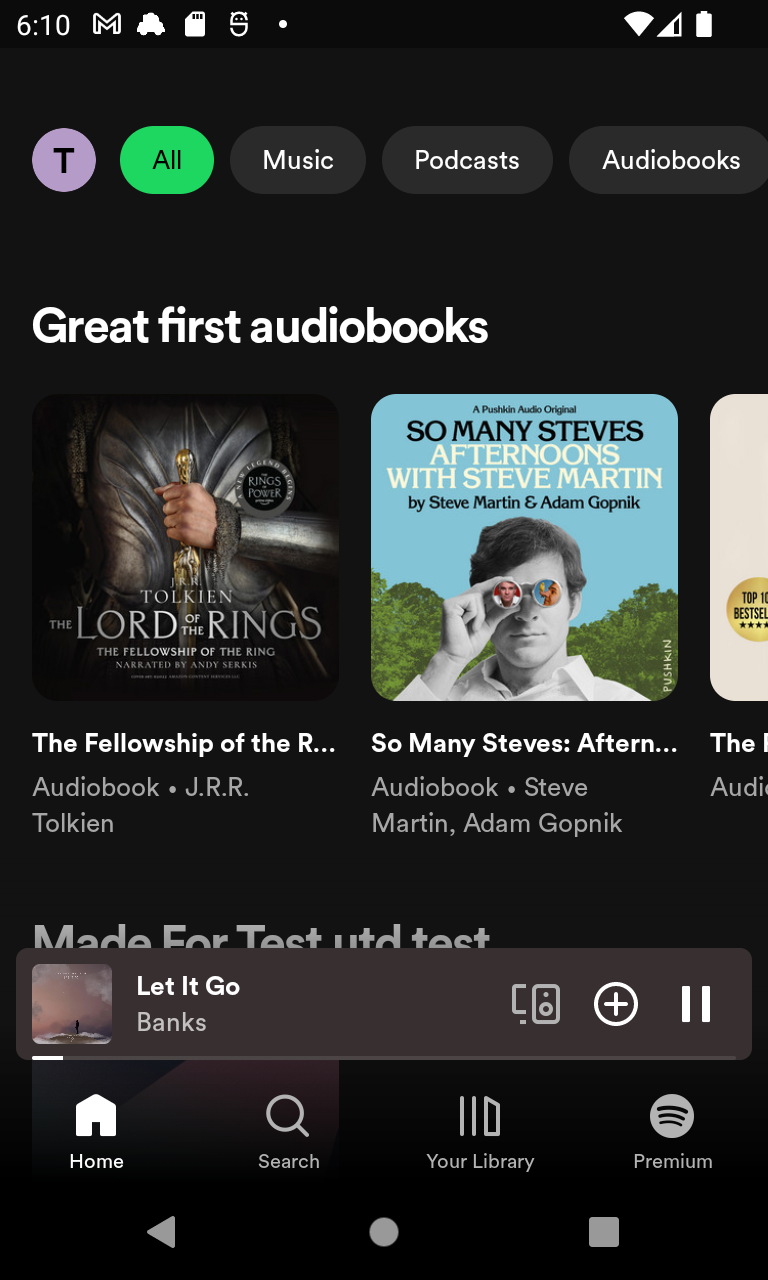 6:10
T
All
Music
Podcasts
Audiobooks
Great first audiobooks
A NEW LEGEND BEGINS
THE
RINGS
OF
POWER
J.R.R.
TOLKIEN
THE LORD OF THE RINGS
THE FELLOWSHIP OF THE RING
NARRATED BY ANDY SERKIS
A Pushkin Audio Original
SO MANY STEVES
AFTERNOONS
WITH STEVE MARTIN
by Steve Martin & Adam Gopnik
PUSHKIN
TOP 10
BESTSEL
The Fellowship of the R...
Audiobook • J.R.R.
Tolkien
So Many Steves: Aftern...
Audiobook • Steve
Martin, Adam Gopnik
The
Audio
Made For Test utd test
Let It Go
Banks
Home
Search
Your Library
Premium